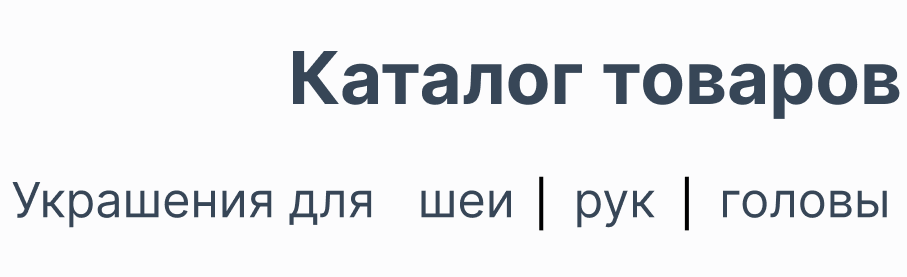 Каталог товаров
Украшения для шеи | рук | головы